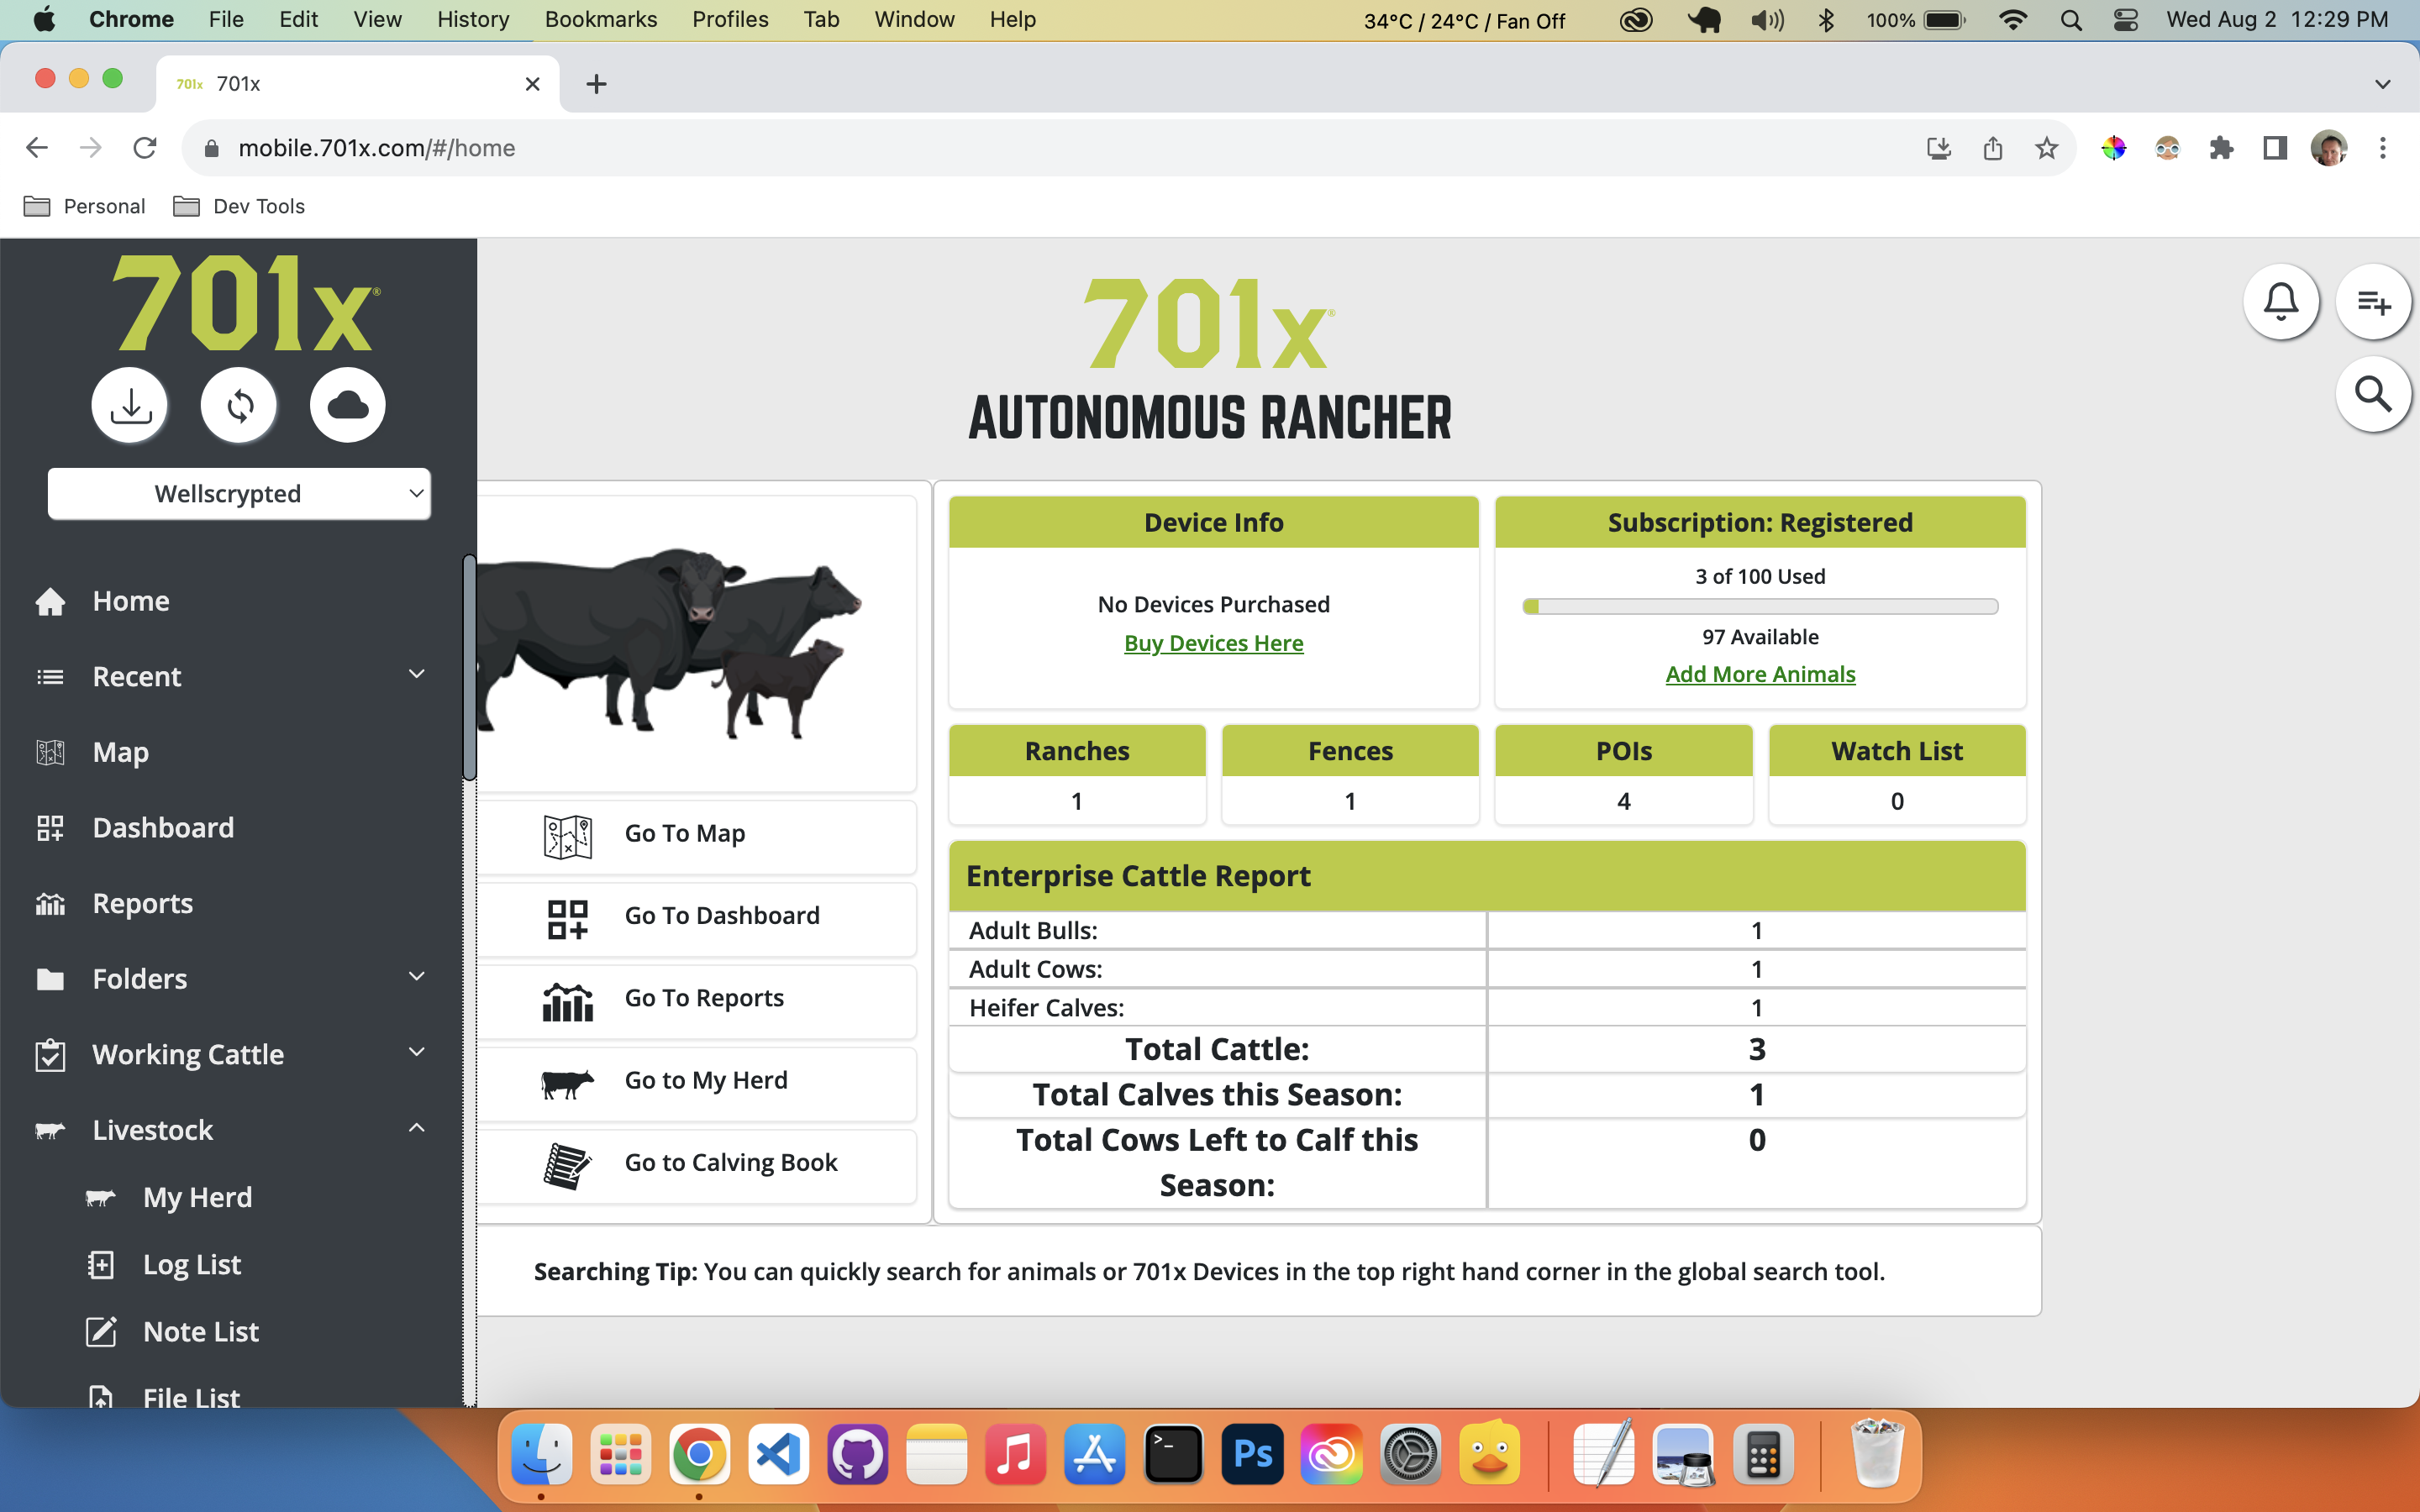 Chrome File Edit View History Bookmarks Profiles Tab Window Help 34°C / 24°C / Fan Off 100% Wed Aug 2 12:29 PM
701x 701x
mobile.701x.com/#/home
Personal Dev Tools
701x®
Wellscrypted
Home
Recent
Map
Dashboard
Reports
Folders
Working Cattle
Livestock
My Herd
Log List
Note List
File List
701x®
AUTONOMOUS RANCHER
Go To Map
Go To Dashboard
Go To Reports
Go to My Herd
Go to Calving Book
Device Info
No Devices Purchased
Buy Devices Here
Subscription: Registered
3 of 100 Used
97 Available
Add More Animals
Ranches
1
Fences
1
POIs
4
Watch List
0
Enterprise Cattle Report
Adult Bulls: 1
Adult Cows: 1
Heifer Calves: 1
Total Cattle: 3
Total Calves this Season: 1
Total Cows Left to Calf this 0
Season:
Searching Tip: You can quickly search for animals or 701x Devices in the top right hand corner in the global search tool.
>_
Ps